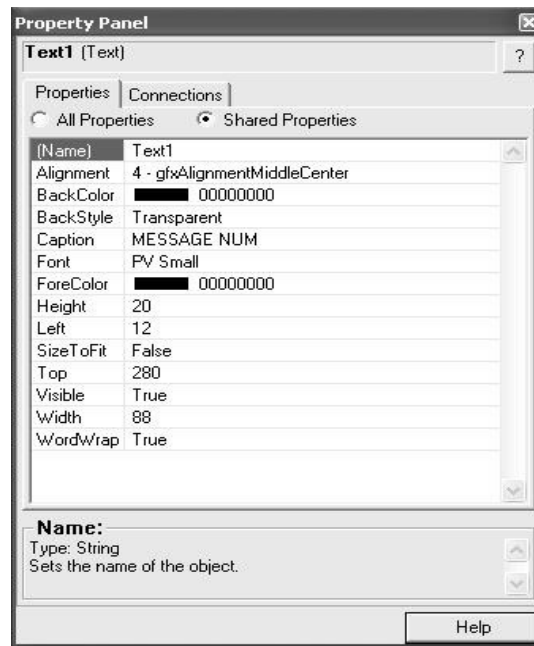 Property Panel
Text1 (Text)
?
Properties Connections
All Properties Shared Properties
(Name) Text1
Alignment 4 - gfxAlignmentMiddleCenter
BackColor 00000000
BackStyle Transparent
Caption MESSAGE NUM
Font PV Small
ForeColor 00000000
Height 20
Left 12
SizeToFit False
Top 280
Visible True
Width 88
WordWrap True
Name:
Type: String
Sets the name of the object.
Help